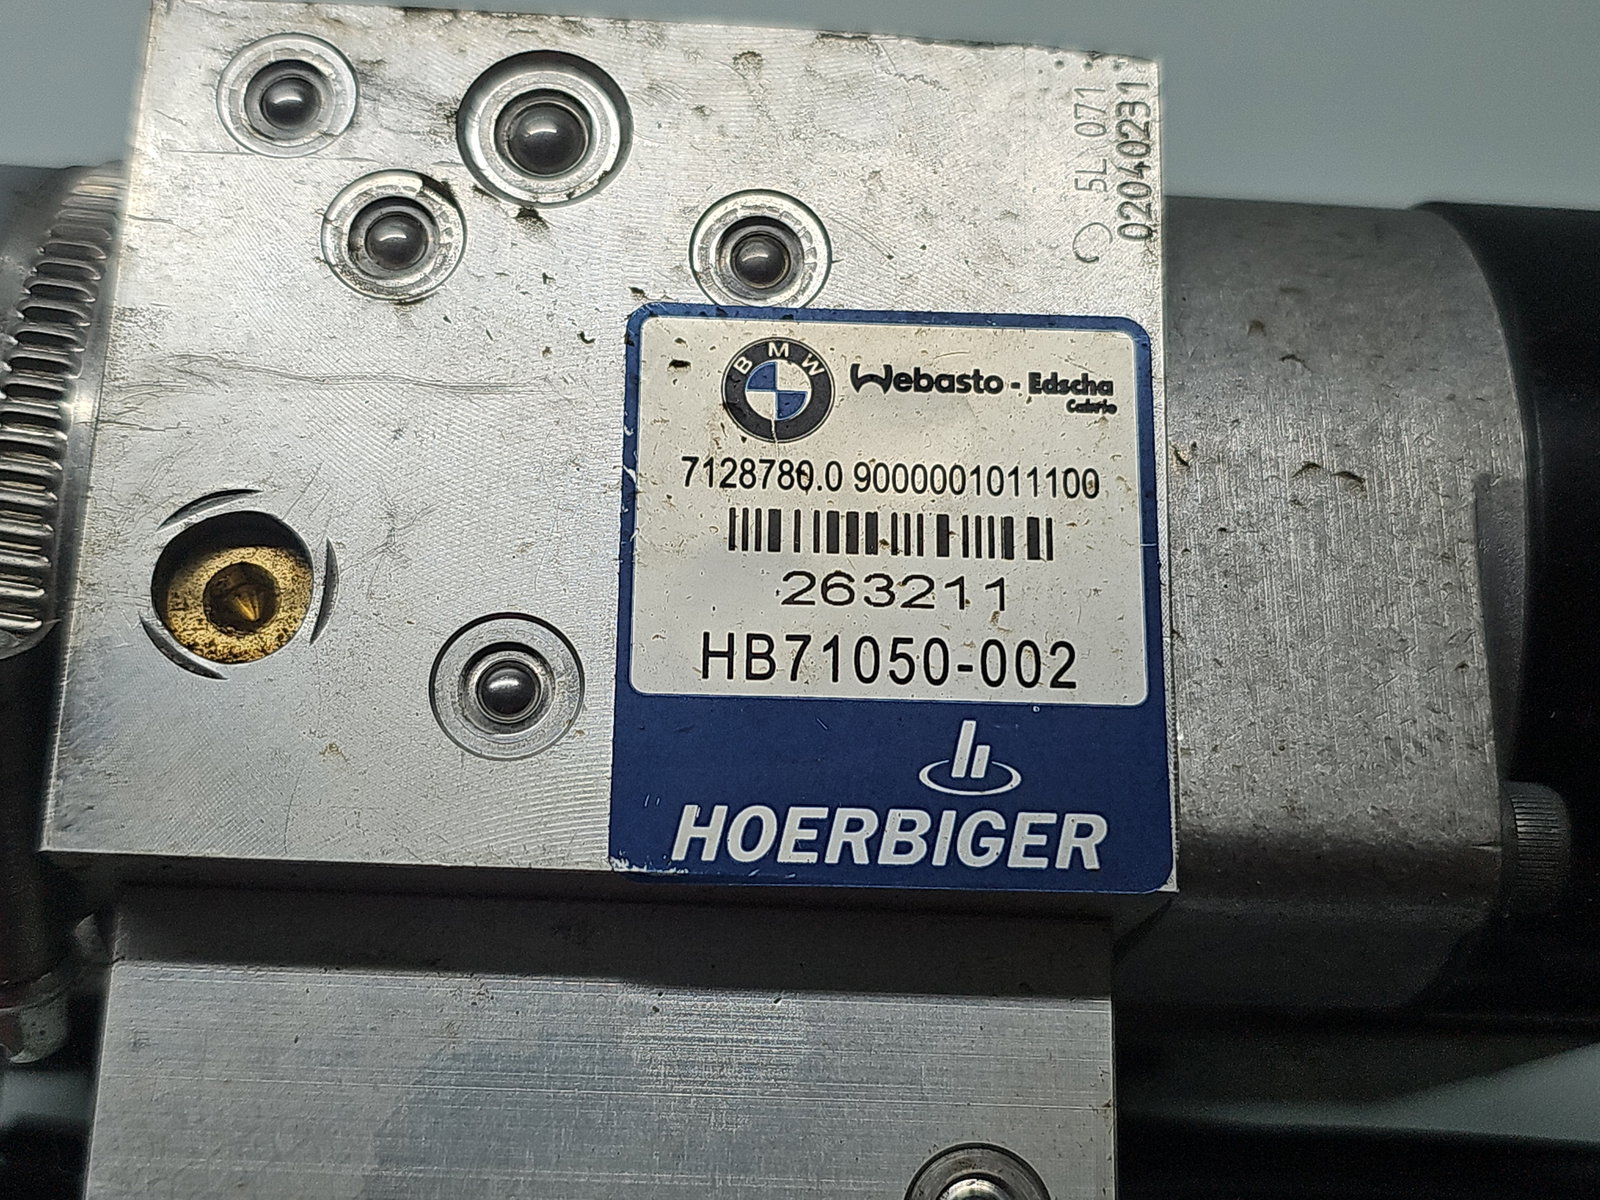 5L 071
02040231
BMW
Webasto - Edscha
Cabrio
7128780.0 9000001011100
263211
HB71050-002
HOERBIGER